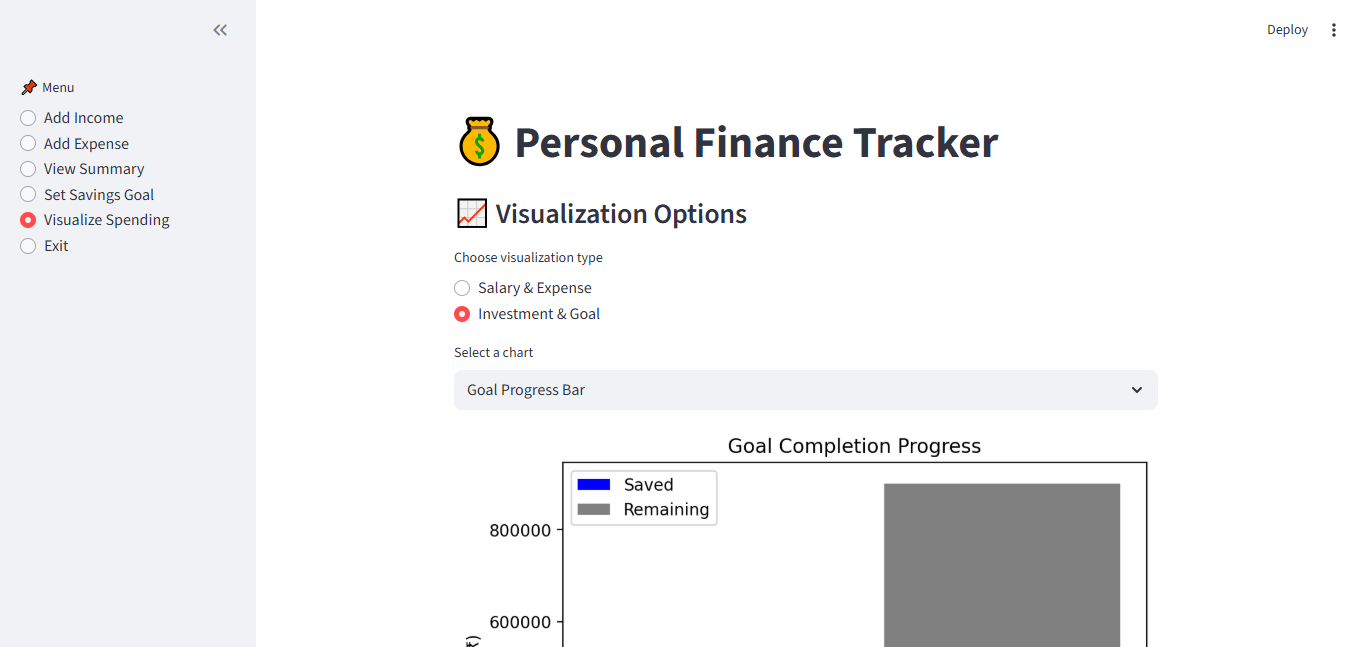 Deploy
Menu
Add Income
Add Expense
View Summary
Set Savings Goal
Visualize Spending
Exit
Personal Finance Tracker
Visualization Options
Choose visualization type
Salary & Expense
Investment & Goal
Select a chart
Goal Progress Bar
Goal Completion Progress
Saved
Remaining
800000
600000